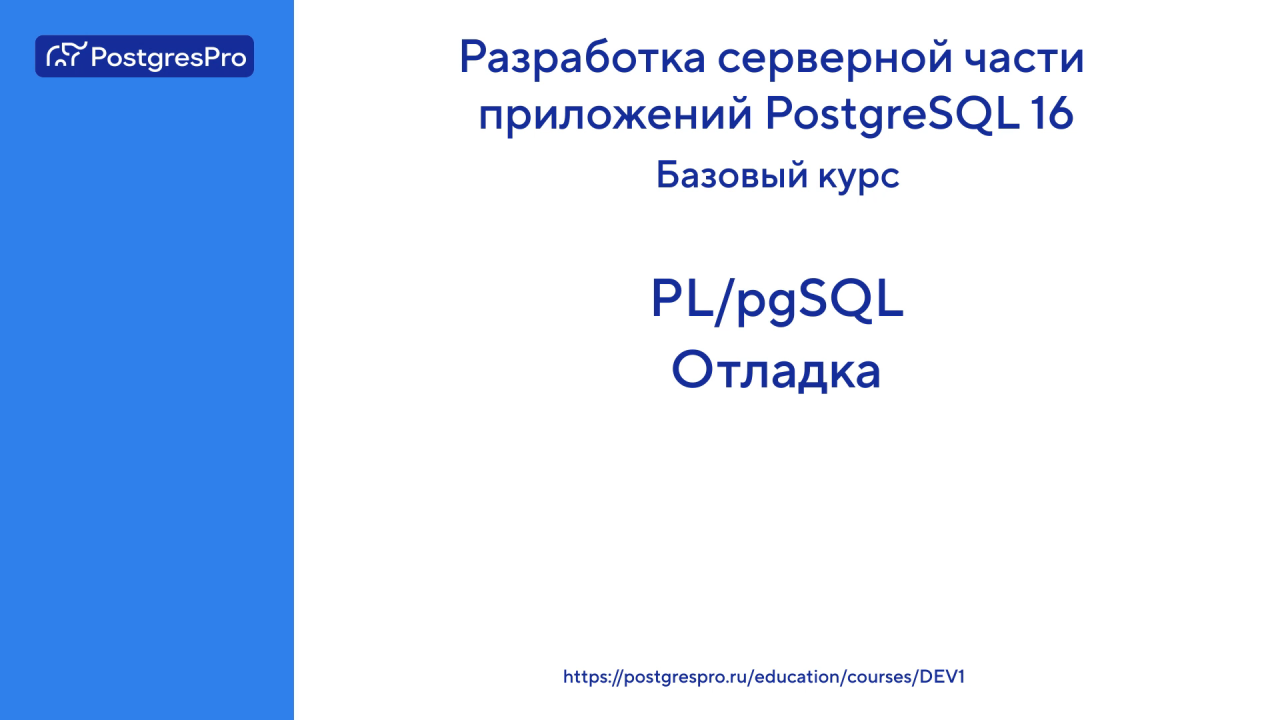 PostgresPro
Разработка серверной части
приложений PostgreSQL 16
Базовый курс
PL/pgSQL
Отладка
https://postgrespro.ru/education/courses/DEV1